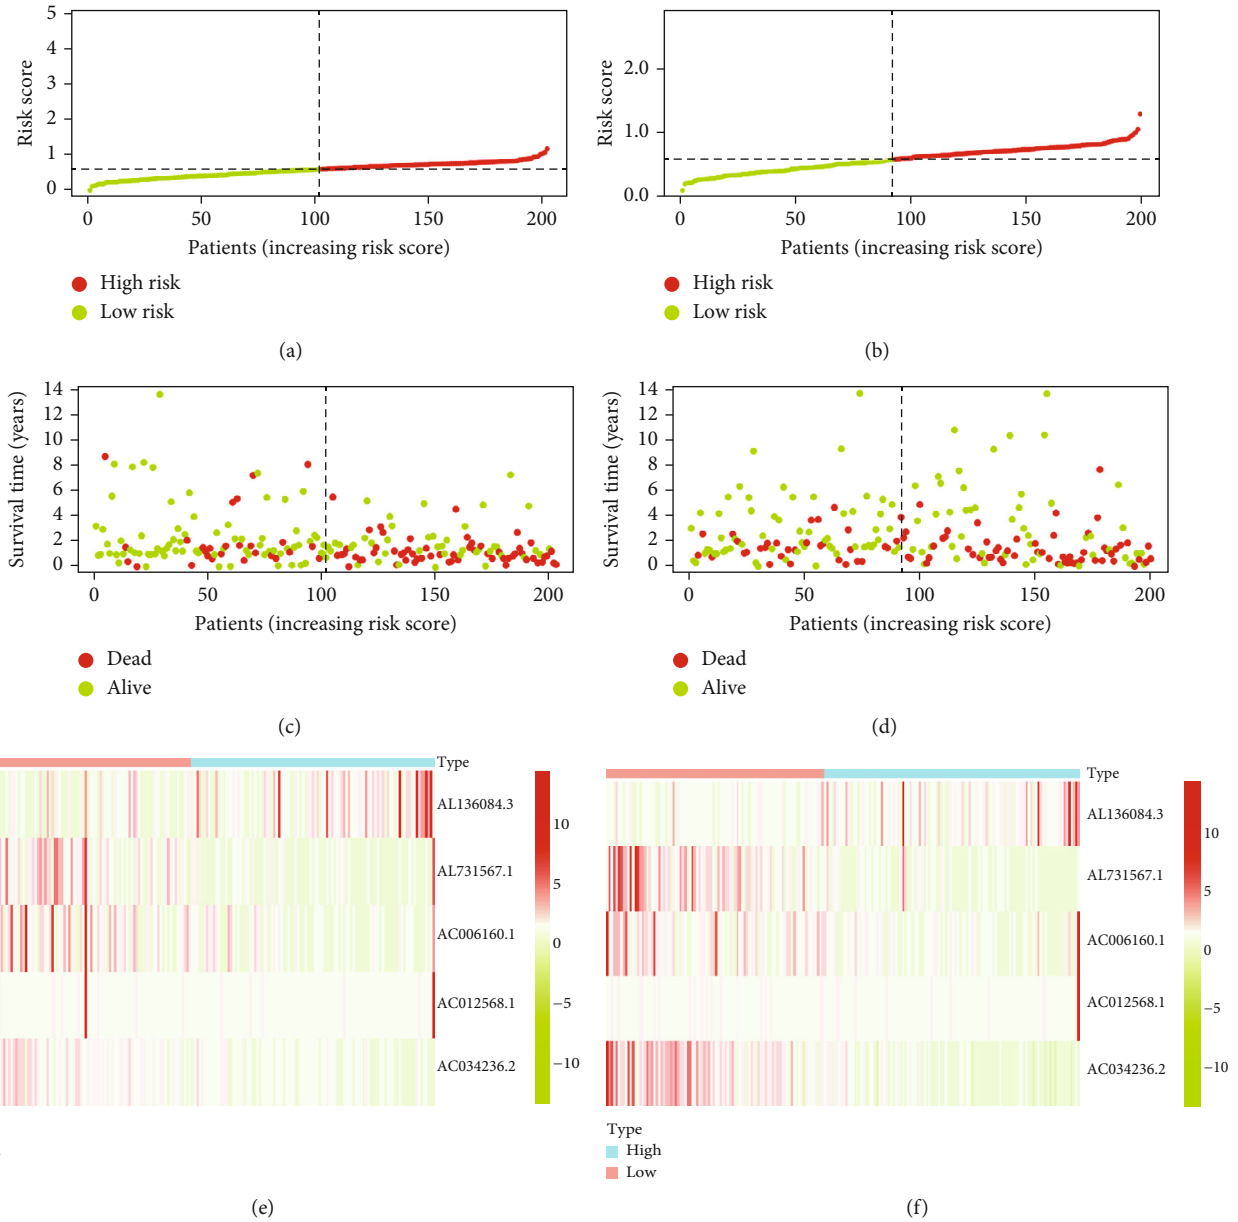 5
4
3
2
1
0
Risk score
0 50 100 150 200
Patients (increasing risk score)
High risk
Low risk
(a)
2.0
1.0
0.0
Risk score
0 50 100 150 200
Patients (increasing risk score)
High risk
Low risk
(b)
14
12
10
8
6
4
2
0
Survival time (years)
0 50 100 150 200
Patients (increasing risk score)
Dead
Alive
(c)
14
12
10
8
6
4
2
0
Survival time (years)
0 50 100 150 200
Patients (increasing risk score)
Dead
Alive
(d)
Type
AL136084.3
AL731567.1
AC006160.1
AC012568.1
AC034236.2
10
5
0
−5
−10
(e)
Type
AL136084.3
AL731567.1
AC006160.1
AC012568.1
AC034236.2
10
5
0
−5
−10
Type
High
Low
(f)